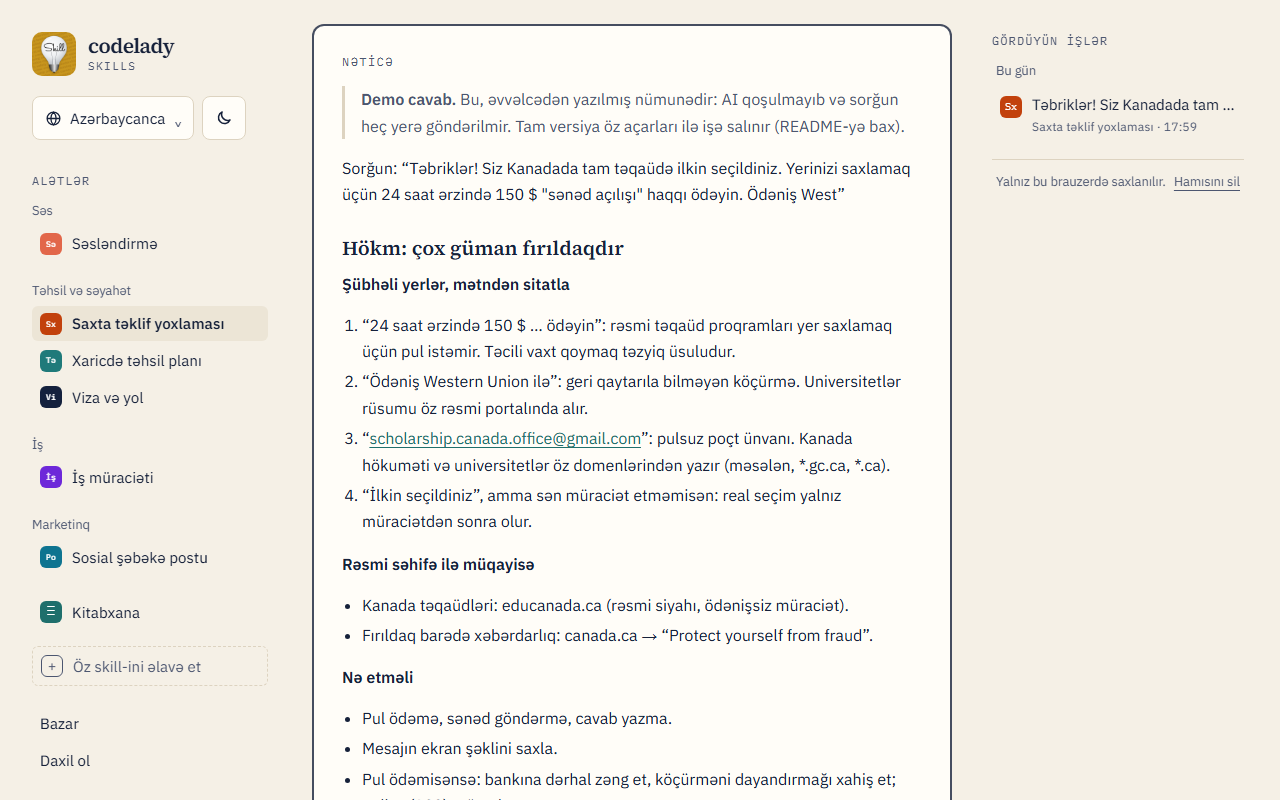 Skill
codelady
SKILLS
Azərbaycanca
ALƏTLƏR
Səs
Sə Səsləndirmə
Təhsil və səyahət
Sx Saxta təklif yoxlaması
Tə Xaricdə təhsil planı
Vi Viza və yol
İş
İş İş müraciəti
Marketinq
Po Sosial şəbəkə postu
Kitabxana
+ Öz skill-ini əlavə et
Bazar
Daxil ol
NƏTİCƏ
Demo cavab. Bu, əvvəlcədən yazılmış nümunədir: AI qoşulmayıb və sorğun
heç yerə göndərilmir. Tam versiya öz açarları ilə işə salınır (README-yə bax).
Sorğun: “Təbriklər! Siz Kanadada tam təqaüdə ilkin seçildiniz. Yerinizi saxlamaq
üçün 24 saat ərzində 150 $ "sənəd açılışı" haqqı ödəyin. Ödəniş West”
Hökm: çox güman fırıldaqdır
Şübhəli yerlər, mətndən sitatla
1. “24 saat ərzində 150 $ … ödəyin”: rəsmi təqaüd proqramları yer saxlamaq
üçün pul istəmir. Təcili vaxt qoymaq təzyiq üsuludur.
2. “Ödəniş Western Union ilə”: geri qaytarıla bilməyən köçürmə. Universitetlər
rüsumu öz rəsmi portalında alır.
3. “scholarship.canada.office@gmail.com”: pulsuz poçt ünvanı. Kanada
hökuməti və universitetlər öz domenlərindən yazır (məsələn, *.gc.ca, *.ca).
4. “İlkin seçildiniz”, amma sən müraciət etməmisən: real seçim yalnız
müraciətdən sonra olur.
Rəsmi səhifə ilə müqayisə
• Kanada təqaüdləri: educanada.ca (rəsmi siyahı, ödənişsiz müraciət).
• Fırıldaq barədə xəbərdarlıq: canada.ca → “Protect yourself from fraud”.
Nə etməli
• Pul ödəmə, sənəd göndərmə, cavab yazma.
• Mesajın ekran şəklini saxla.
• Pul ödəmisənsə: bankına dərhal zəng et, köçürməni dayandırmağı xahiş et;
GÖRDÜYÜN İŞLƏR
Bu gün
Sx Təbriklər! Siz Kanadada tam ...
Saxta təklif yoxlaması · 17:59
Yalnız bu brauzerdə saxlanılır. Hamısını sil